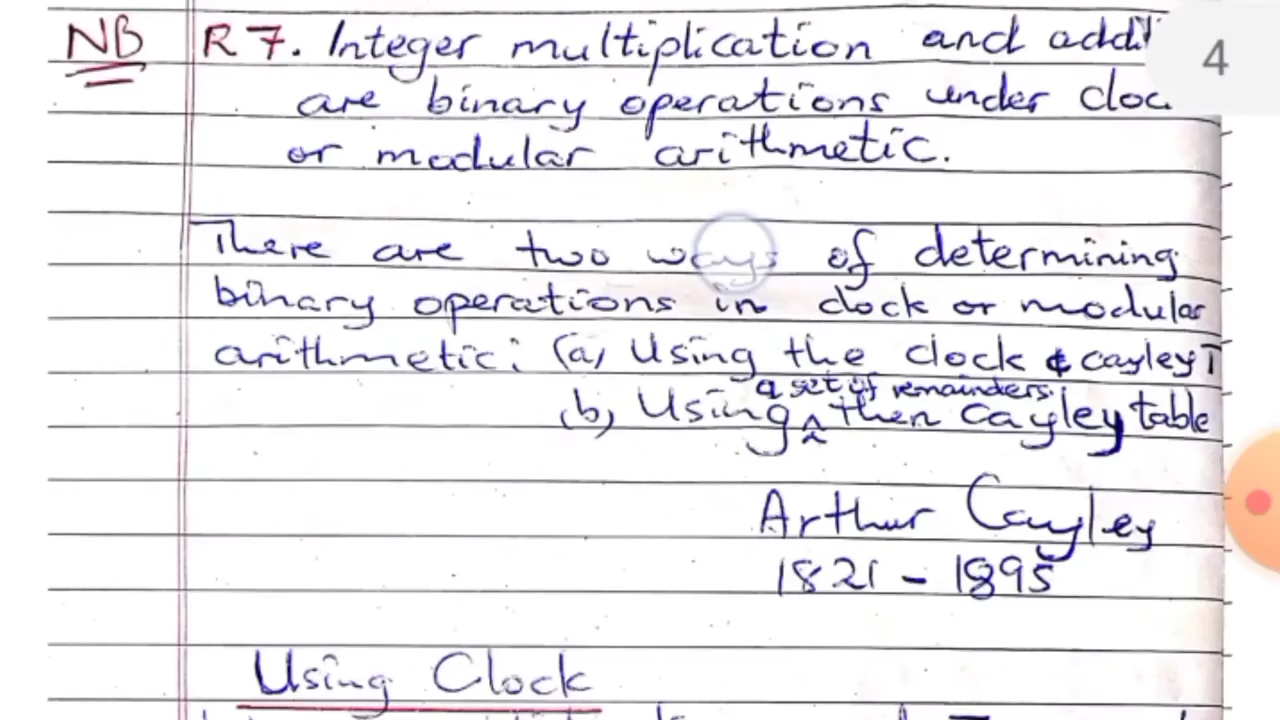 NB R7. Integer multiplication and addi
are binary operations under cloc
or modular arithmetic.
There are two ways of determining
binary operations in clock or modular
arithmetic: (a) Using the clock & cayley T
a set of remainders
(b) Using ^ then Cayley table
Arthur Cayley
1821 - 1895
Using Clock
4